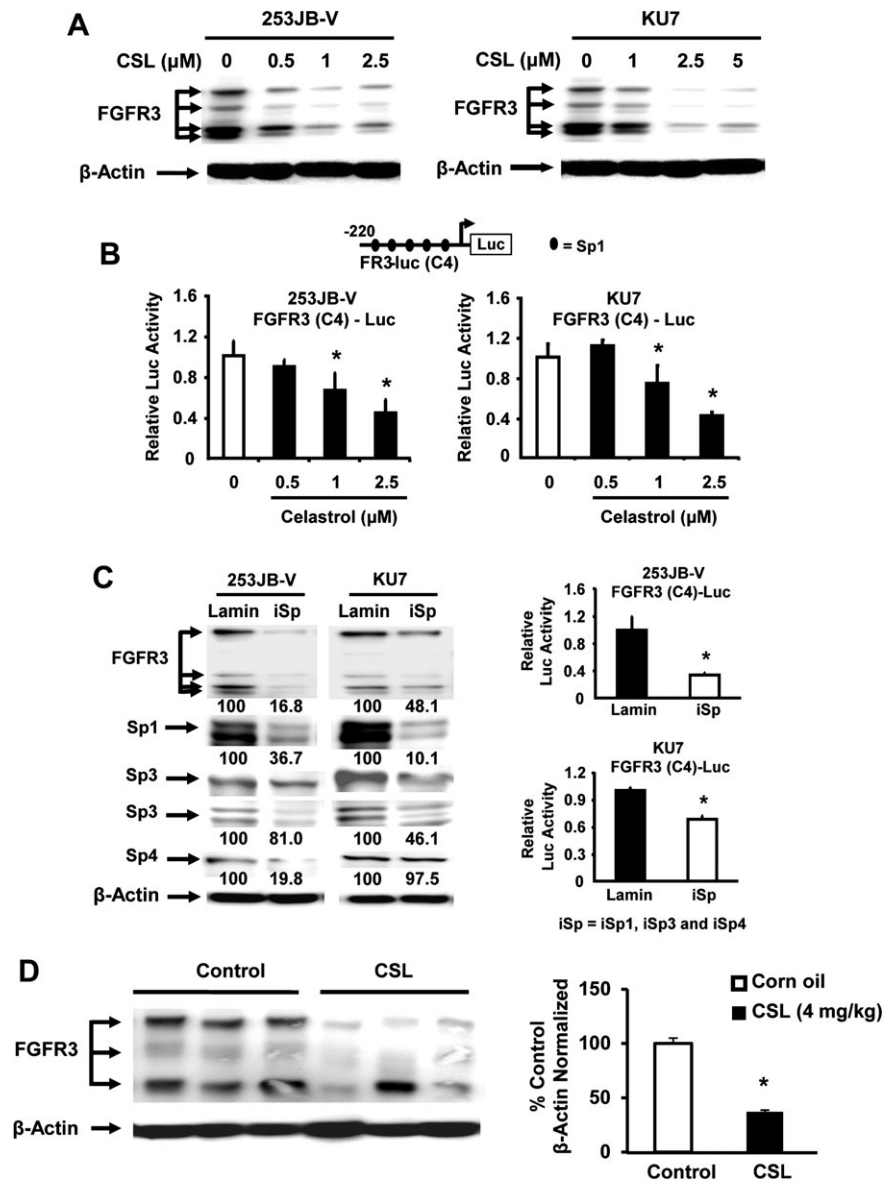 A
253JB-V
CSL (µM) 0 0.5 1 2.5
FGFR3
β-Actin
KU7
CSL (µM) 0 1 2.5 5
FGFR3
β-Actin
B
-220
Luc
FR3-luc (C4)
= Sp1
253JB-V
FGFR3 (C4) - Luc
Relative Luc Activity
1.6
1.2
0.8
0.4
0
*
*
0 0.5 1 2.5
Celastrol (µM)
KU7
FGFR3 (C4) - Luc
Relative Luc Activity
1.6
1.2
0.8
0.4
0
*
*
0 0.5 1 2.5
Celastrol (µM)
C
253JB-V KU7
Lamin iSp Lamin iSp
FGFR3
100 16.8 100 48.1
Sp1
100 36.7 100 10.1
Sp3
Sp3
100 81.0 100 46.1
Sp4
100 19.8 100 97.5
β-Actin
253JB-V
FGFR3 (C4)-Luc
Relative
Luc Activity
1.6
1.2
0.8
0.4
0
*
Lamin iSp
KU7
FGFR3 (C4)-Luc
Relative
Luc Activity
1.2
0.9
0.6
0.3
0
*
Lamin iSp
iSp = iSp1, iSp3 and iSp4
D
Control CSL
FGFR3
β-Actin
Corn oil
CSL (4 mg/kg)
% Control
β-Actin Normalized
150
100
50
0
*
Control CSL